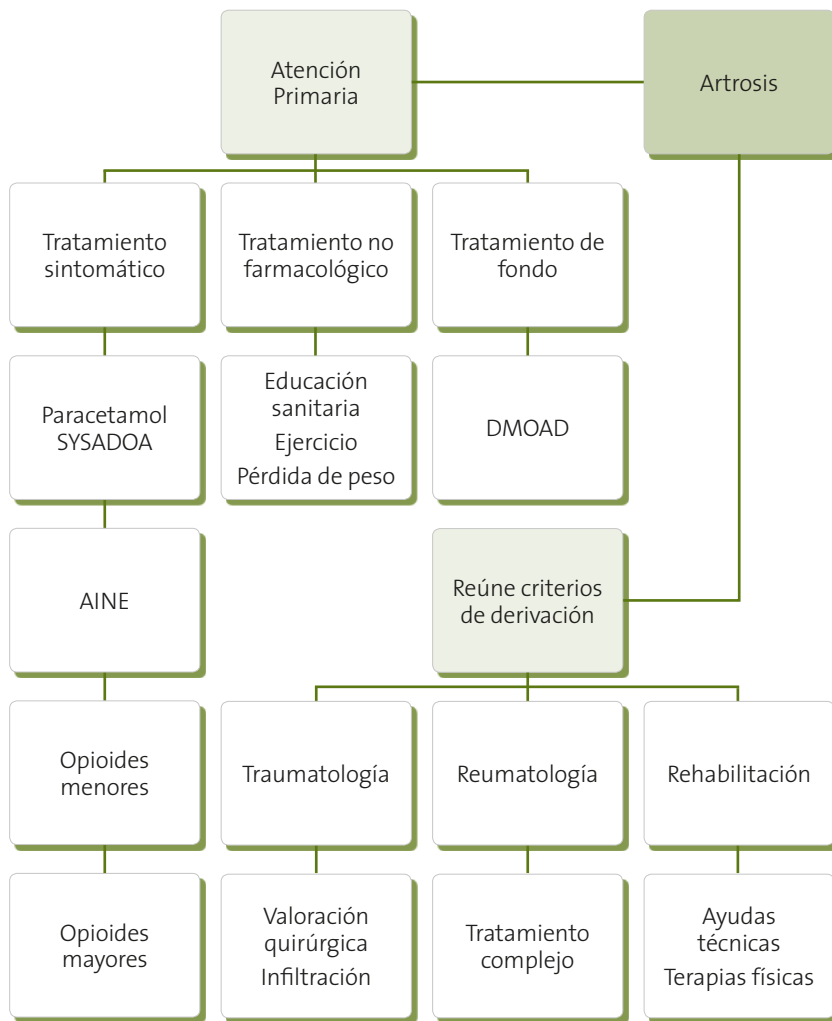 Atención
Primaria
Artrosis
Tratamiento
sintomático
Tratamiento no
farmacológico
Tratamiento de
fondo
Paracetamol
SYSADOA
Educación
sanitaria
Ejercicio
Pérdida de peso
DMOAD
AINE
Reúne criterios
de derivación
Opioides
menores
Traumatología
Reumatología
Rehabilitación
Opioides
mayores
Valoración
quirúrgica
Infiltración
Tratamiento
complejo
Ayudas
técnicas
Terapias físicas